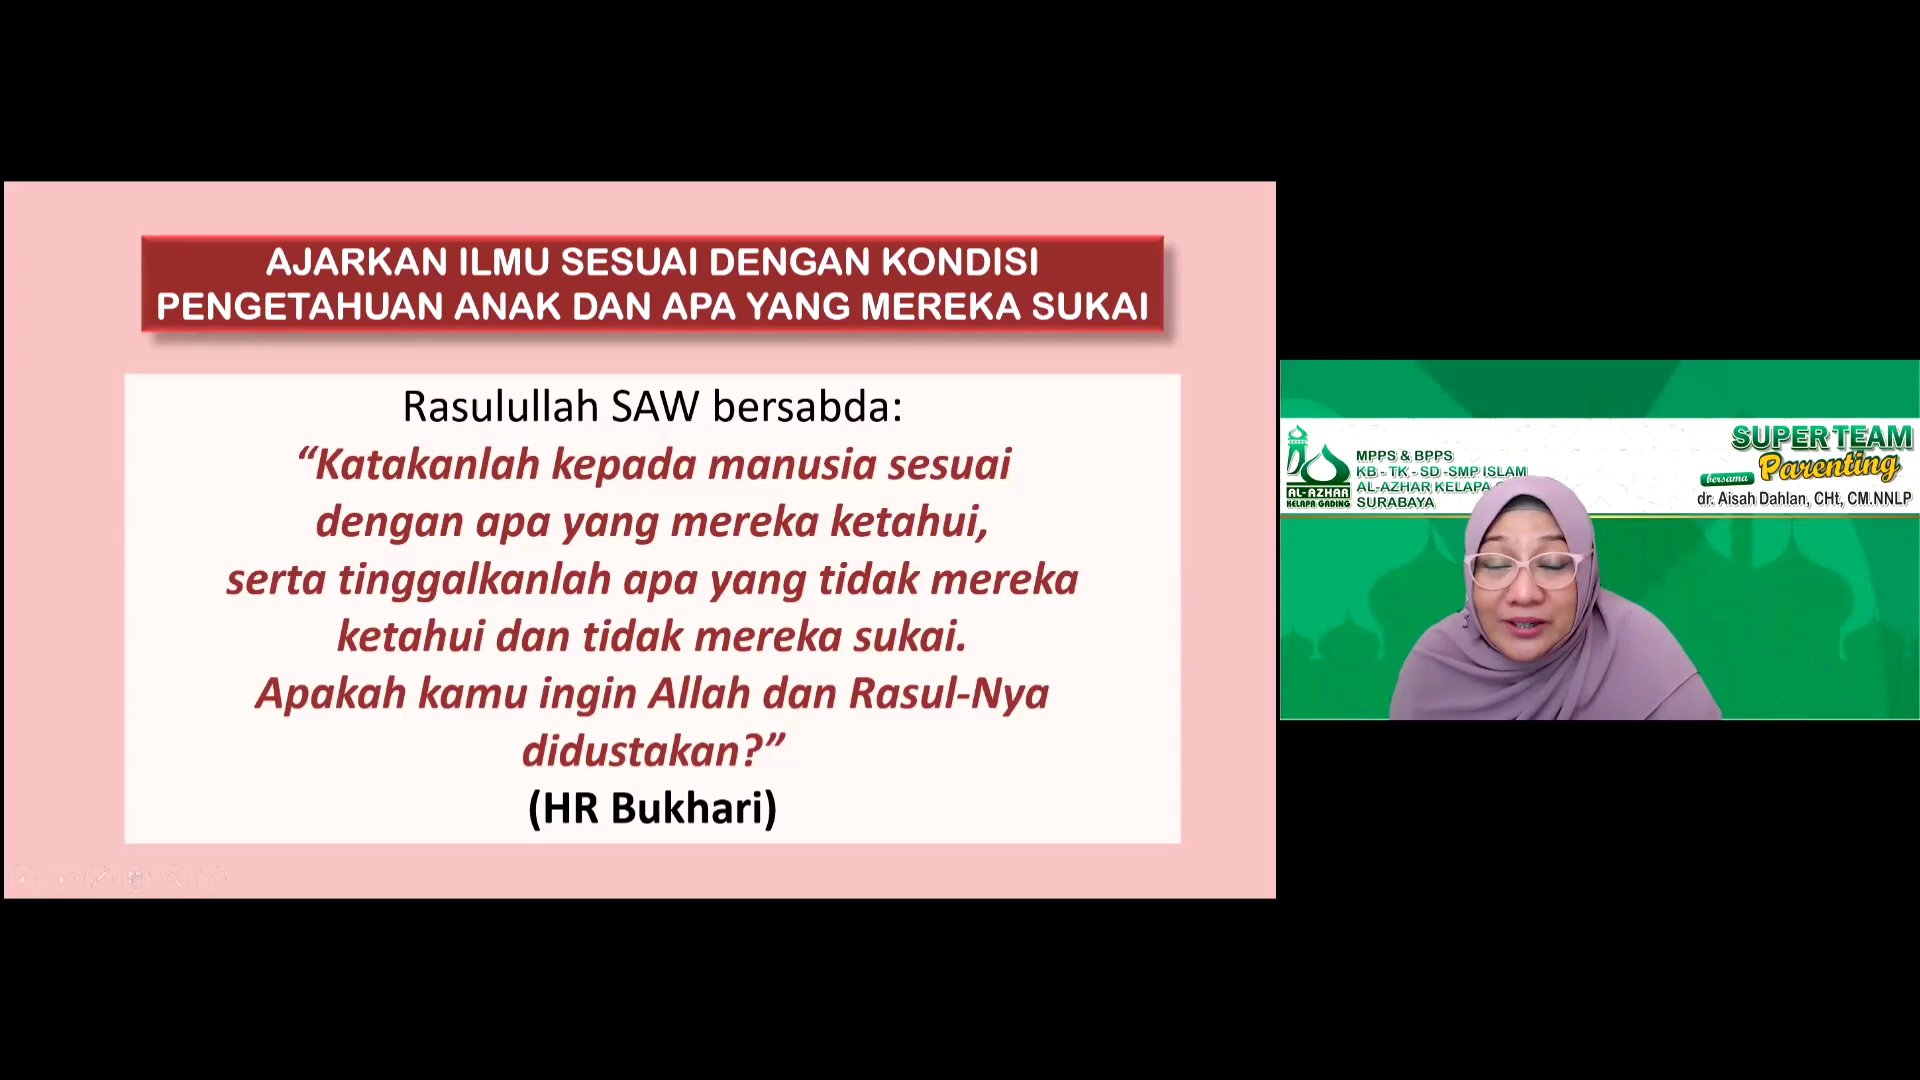 AJARKAN ILMU SESUAI DENGAN KONDISI
PENGETAHUAN ANAK DAN APA YANG MEREKA SUKAI
Rasulullah SAW bersabda:
“Katakanlah kepada manusia sesuai
dengan apa yang mereka ketahui,
serta tinggalkanlah apa yang tidak mereka
ketahui dan tidak mereka sukai.
Apakah kamu ingin Allah dan Rasul-Nya
didustakan?”
(HR Bukhari)
AL-AZHAR
KELAPA GADING
MPPS & BPPS
KB - TK - SD -SMP ISLAM
AL-AZHAR KELAPA
SURABAYA
SUPER TEAM
bersama Parenting
dr. Aisah Dahlan, CHt, CM.NNLP